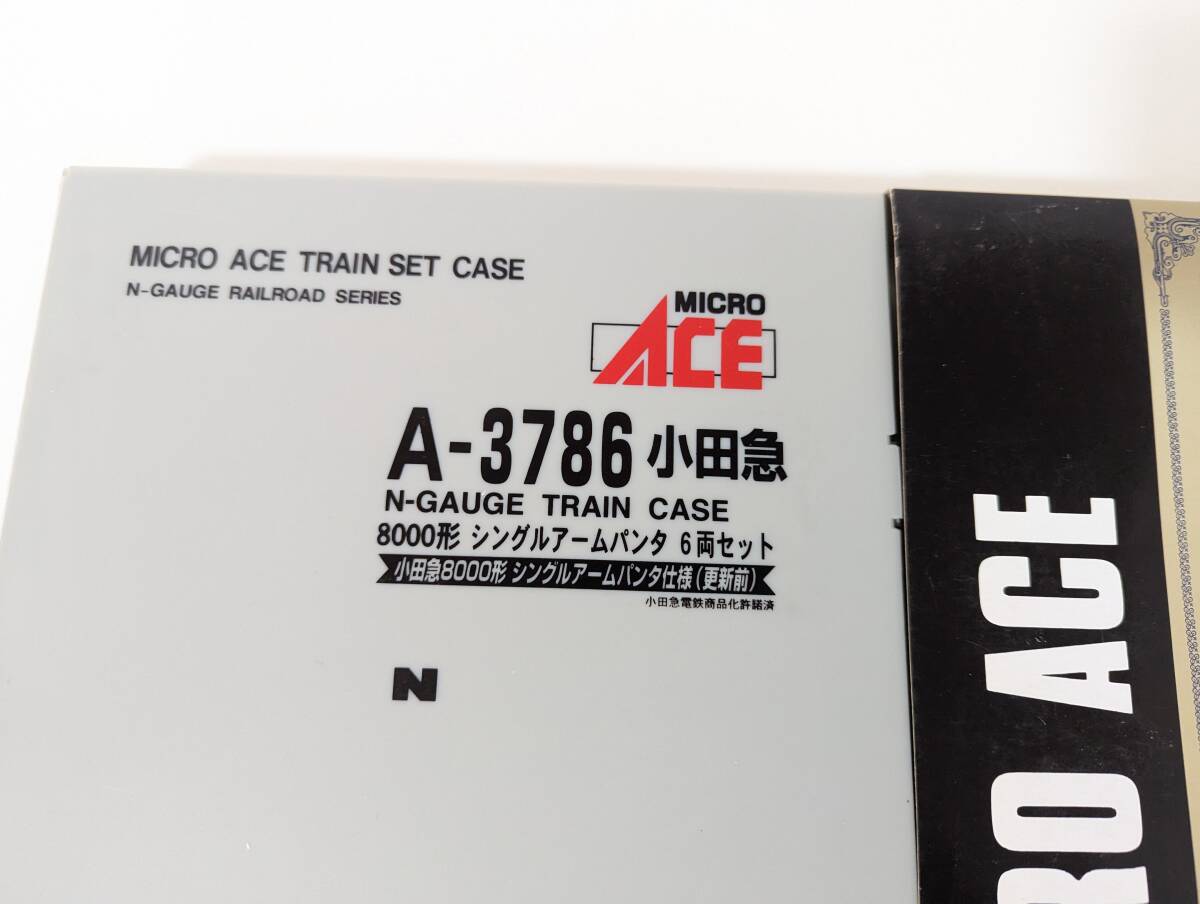 MICRO ACE TRAIN SET CASE
N-GAUGE RAILROAD SERIES
MICRO
ACE
A-3786 小田急
N-GAUGE TRAIN CASE
8000形 シングルアームパンタ 6両セット
小田急8000形 シングルアームパンタ仕様(更新前)
小田急電鉄商品化許諾済
N
RO ACE